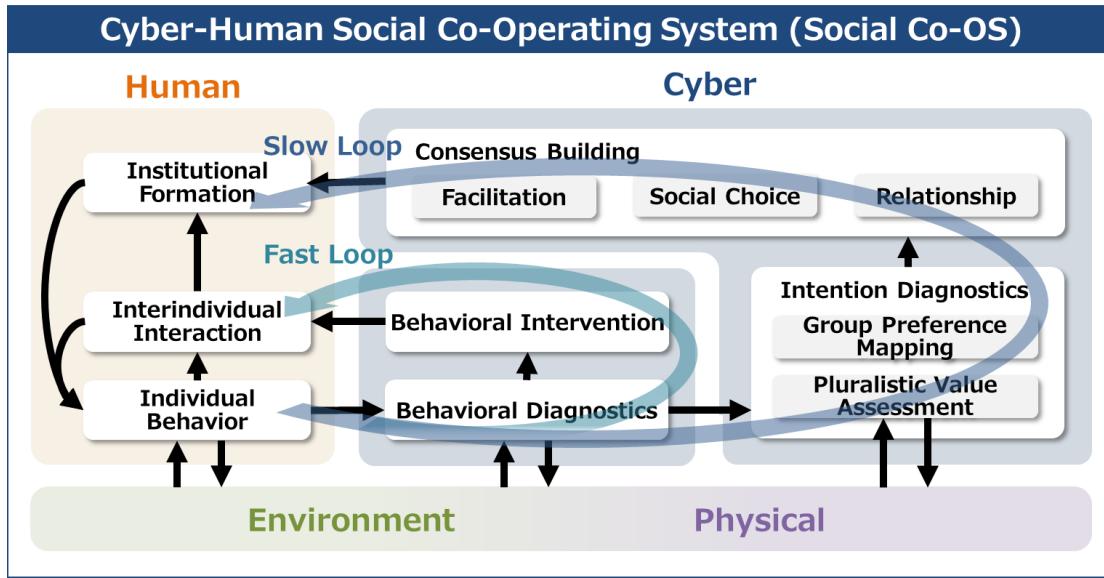 Cyber-Human Social Co-Operating System (Social Co-OS)
Human
Cyber
Slow Loop
Consensus Building
Institutional
Formation
Facilitation
Social Choice
Relationship
Fast Loop
Interindividual
Interaction
Behavioral Intervention
Intention Diagnostics
Group Preference
Mapping
Individual
Behavior
Behavioral Diagnostics
Pluralistic Value
Assessment
Environment
Physical